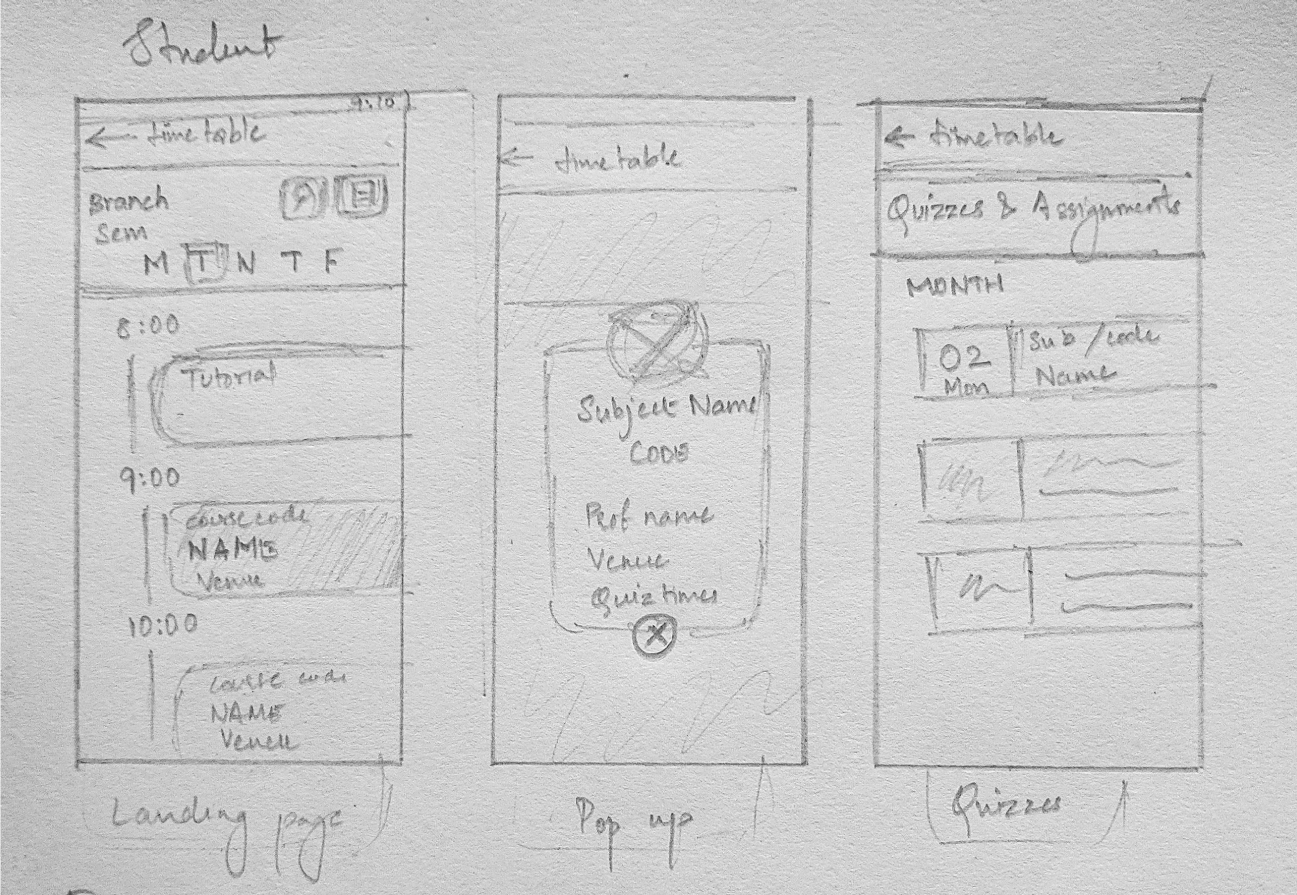 Student
9:10
← timetable
Branch
Sem
M T W T F
8:00
Tutorial
9:00
course code
NAME
Venue
10:00
course code
NAME
Venue
Landing page
← timetable
Subject Name
CODE
Prof name
Venue
Quiz times
X
Pop up
← timetable
Quizzes & Assignments
MONTH
02
Mon
Sub / code
Name
Quizzes